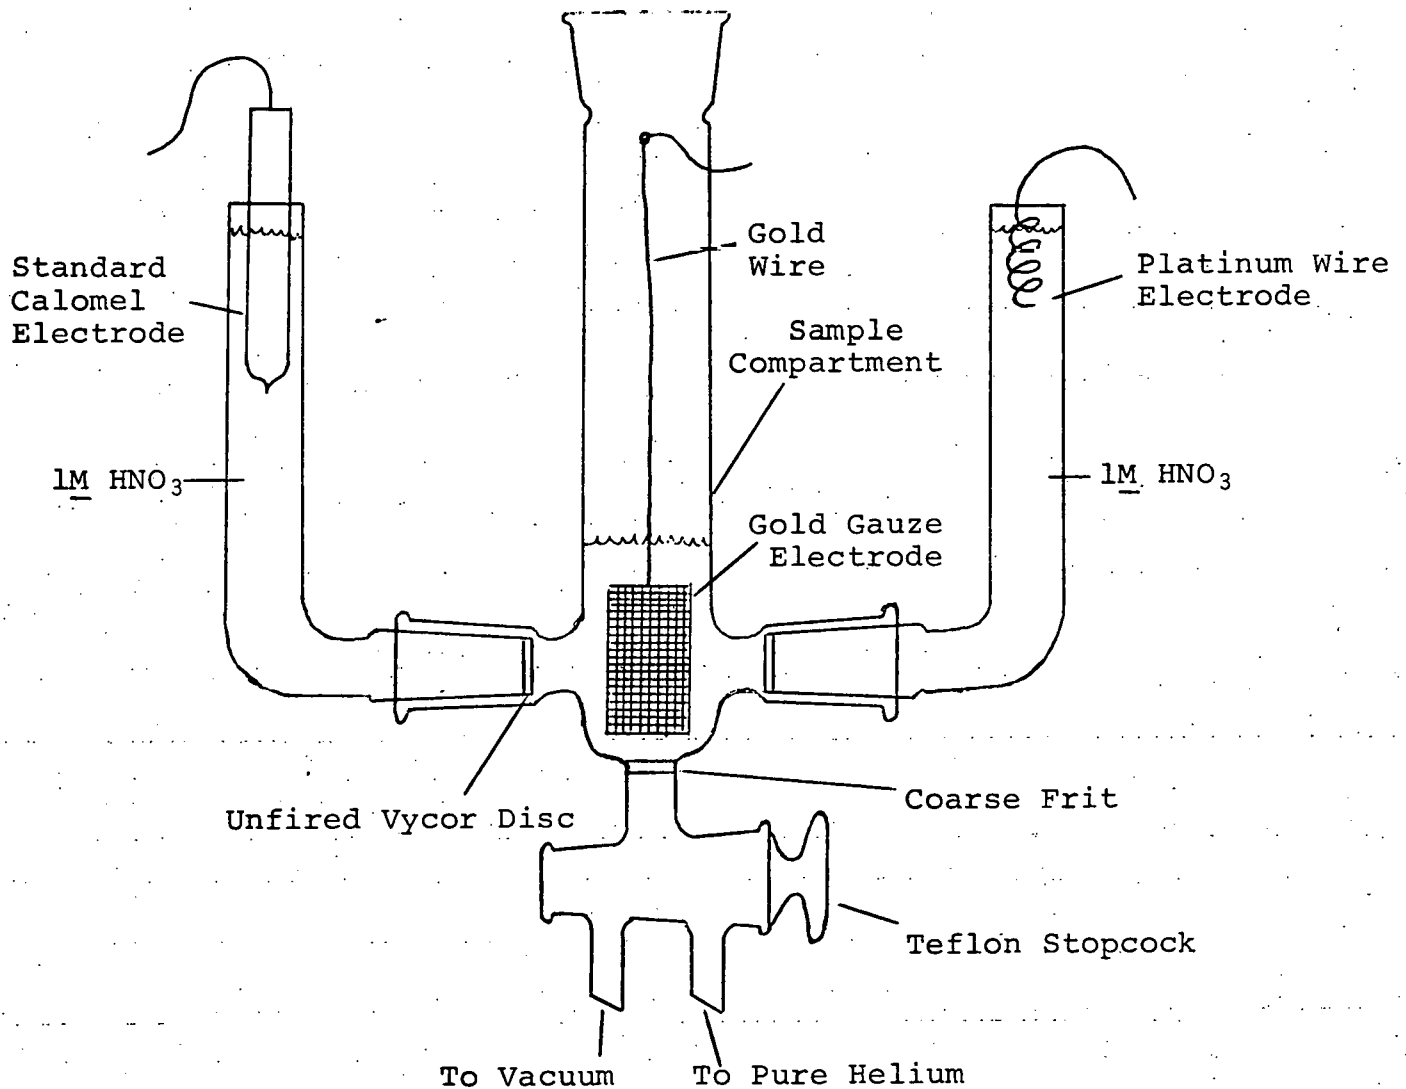 Gold
Wire
Standard
Calomel
Electrode
Platinum Wire
Electrode
Sample
Compartment
1M HNO3
1M HNO3
Gold Gauze
Electrode
Unfired Vycor Disc
Coarse Frit
Teflon Stopcock
To Vacuum
To Pure Helium